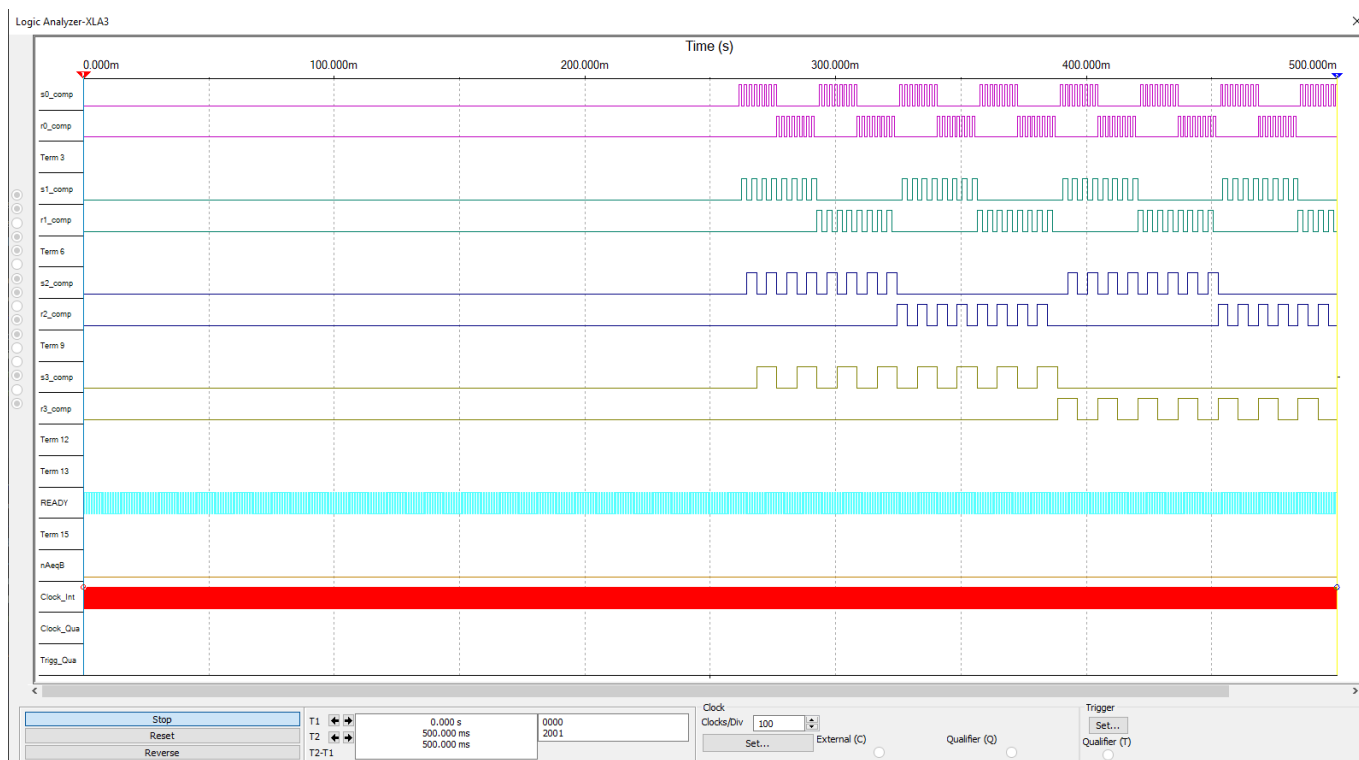 Logic Analyzer-XLA3
Time (s)
0.000m 100.000m 200.000m 300.000m 400.000m 500.000m
s0_comp
r0_comp
Term 3
s1_comp
r1_comp
Term 6
s2_comp
r2_comp
Term 9
s3_comp
r3_comp
Term 12
Term 13
READY
Term 15
nAeqB
Clock_Int
Clock_Qua
Trigg_Qua
Stop
Reset
Reverse
T1
T2
T2-T1
0.000 s
500.000 ms
500.000 ms
0000
2001
Clock
Clocks/Div 100
Set... External (C) Qualifier (Q)
Trigger
Set...
Qualifier (T)